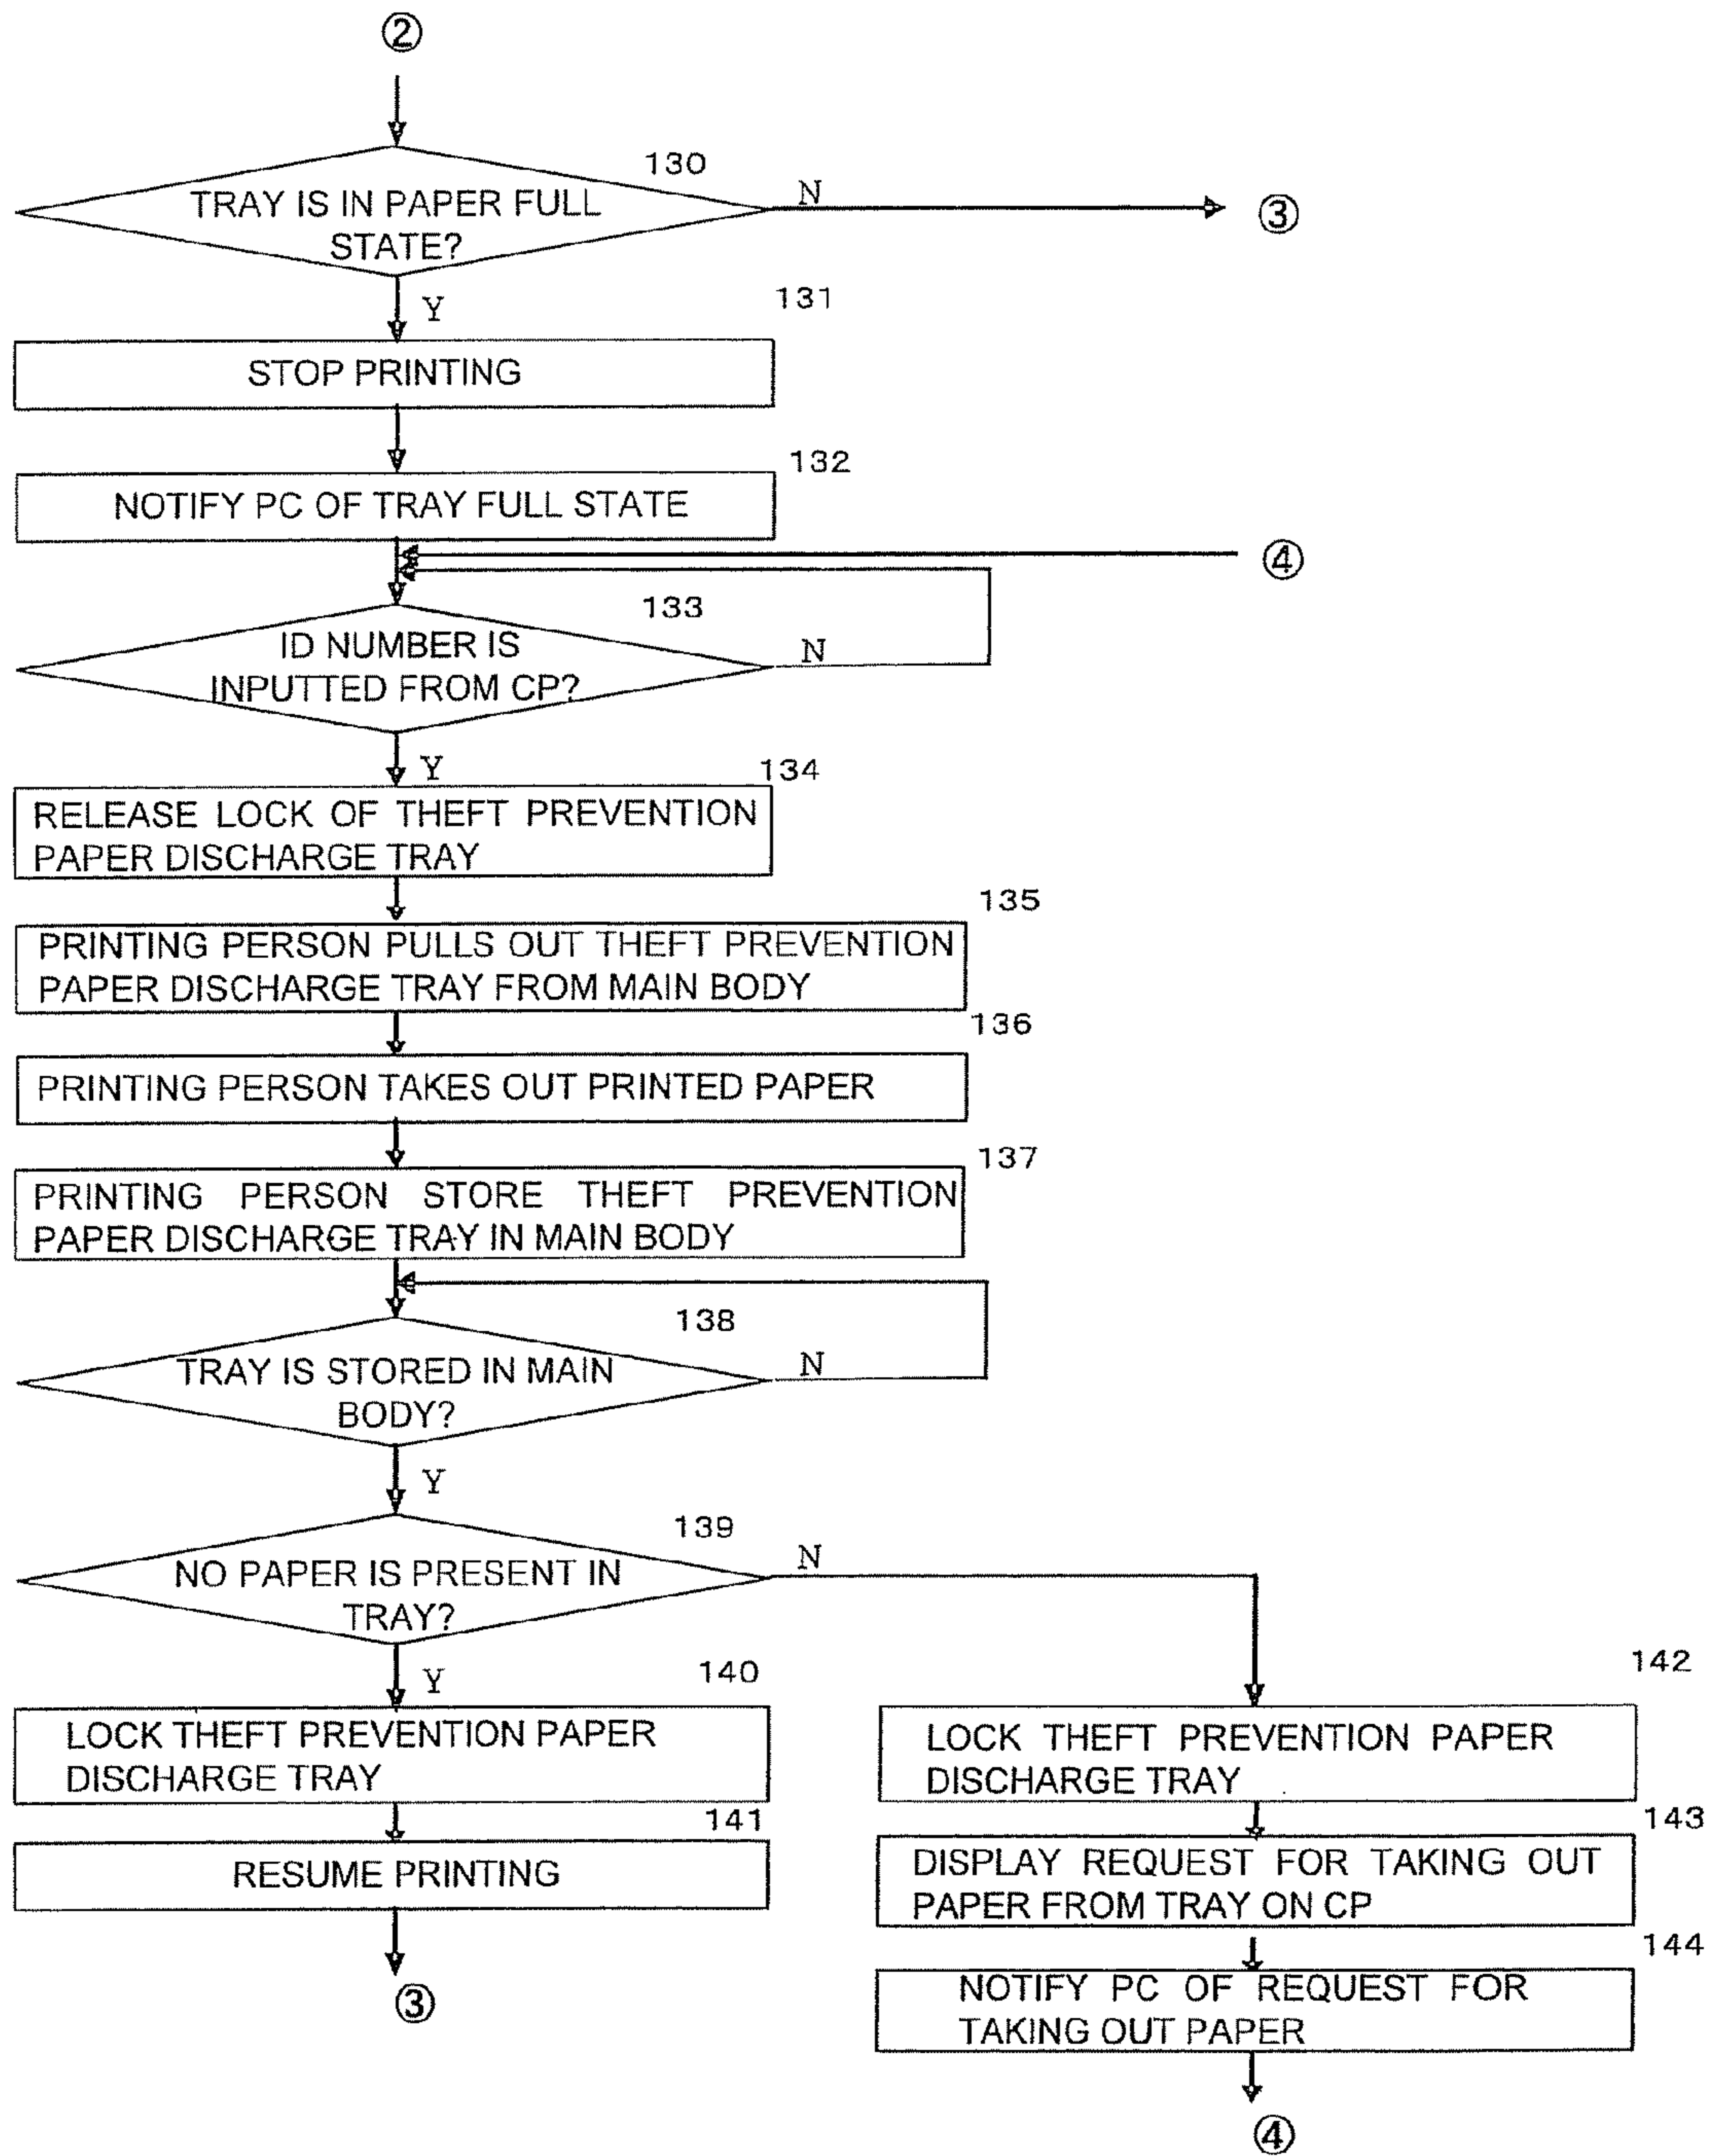 ②
130
TRAY IS IN PAPER FULL
STATE?
N
③
Y
131
STOP PRINTING
132
NOTIFY PC OF TRAY FULL STATE
④
133
ID NUMBER IS
INPUTTED FROM CP?
N
Y
134
RELEASE LOCK OF THEFT PREVENTION
PAPER DISCHARGE TRAY
135
PRINTING PERSON PULLS OUT THEFT PREVENTION
PAPER DISCHARGE TRAY FROM MAIN BODY
136
PRINTING PERSON TAKES OUT PRINTED PAPER
137
PRINTING PERSON STORE THEFT PREVENTION
PAPER DISCHARGE TRAY IN MAIN BODY
138
TRAY IS STORED IN MAIN
BODY?
N
Y
139
NO PAPER IS PRESENT IN
TRAY?
N
Y
140
LOCK THEFT PREVENTION PAPER
DISCHARGE TRAY
141
RESUME PRINTING
③
142
LOCK THEFT PREVENTION PAPER
DISCHARGE TRAY
143
DISPLAY REQUEST FOR TAKING OUT
PAPER FROM TRAY ON CP
144
NOTIFY PC OF REQUEST FOR
TAKING OUT PAPER
④